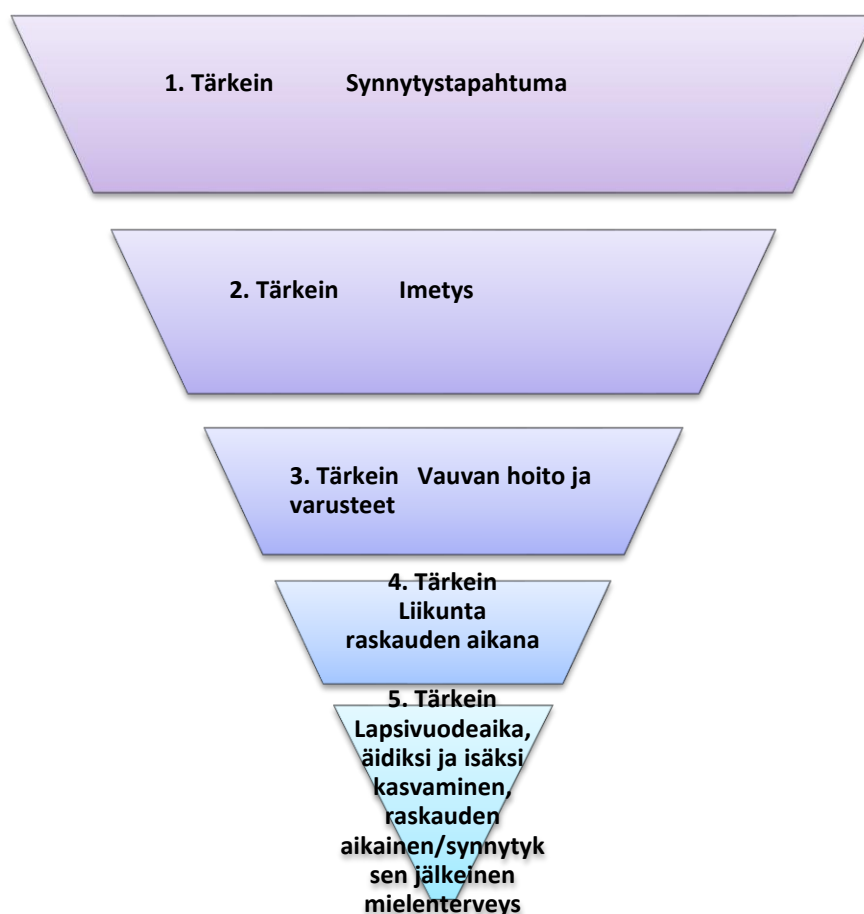 1. Tärkein Synnytystapahtuma
2. Tärkein Imetys
3. Tärkein Vauvan hoito ja
varusteet
4. Tärkein
Liikunta
raskauden aikana
5. Tärkein
Lapsivuodeaika,
äidiksi ja isäksi
kasvaminen,
raskauden
aikainen/synnytyk
sen jälkeinen
mielenterveys